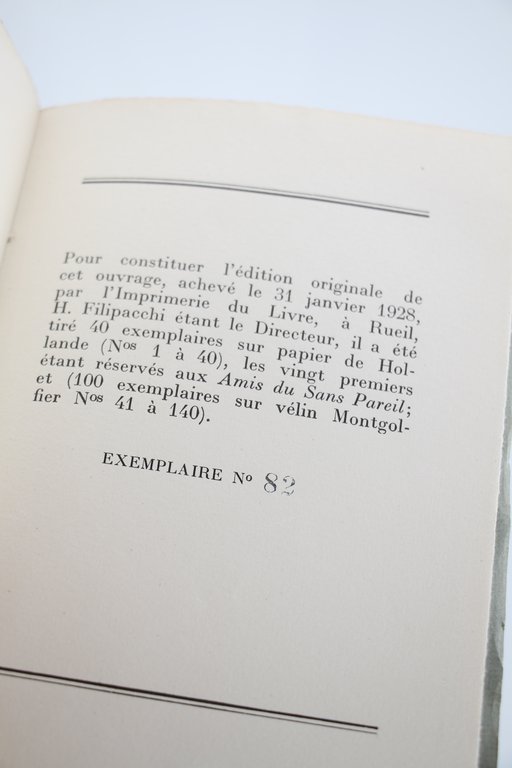 Pour constituer l'édition originale de
cet ouvrage, achevé le 31 janvier 1928,
par l'Imprimerie du Livre, à Rueil,
H. Filipacchi étant le Directeur, il a été
tiré 40 exemplaires sur papier de Hol-
lande (Nos 1 à 40), les vingt premiers
étant réservés aux Amis du Sans Pareil;
et (100 exemplaires sur vélin Montgol-
fier Nos 41 à 140).
EXEMPLAIRE No 82